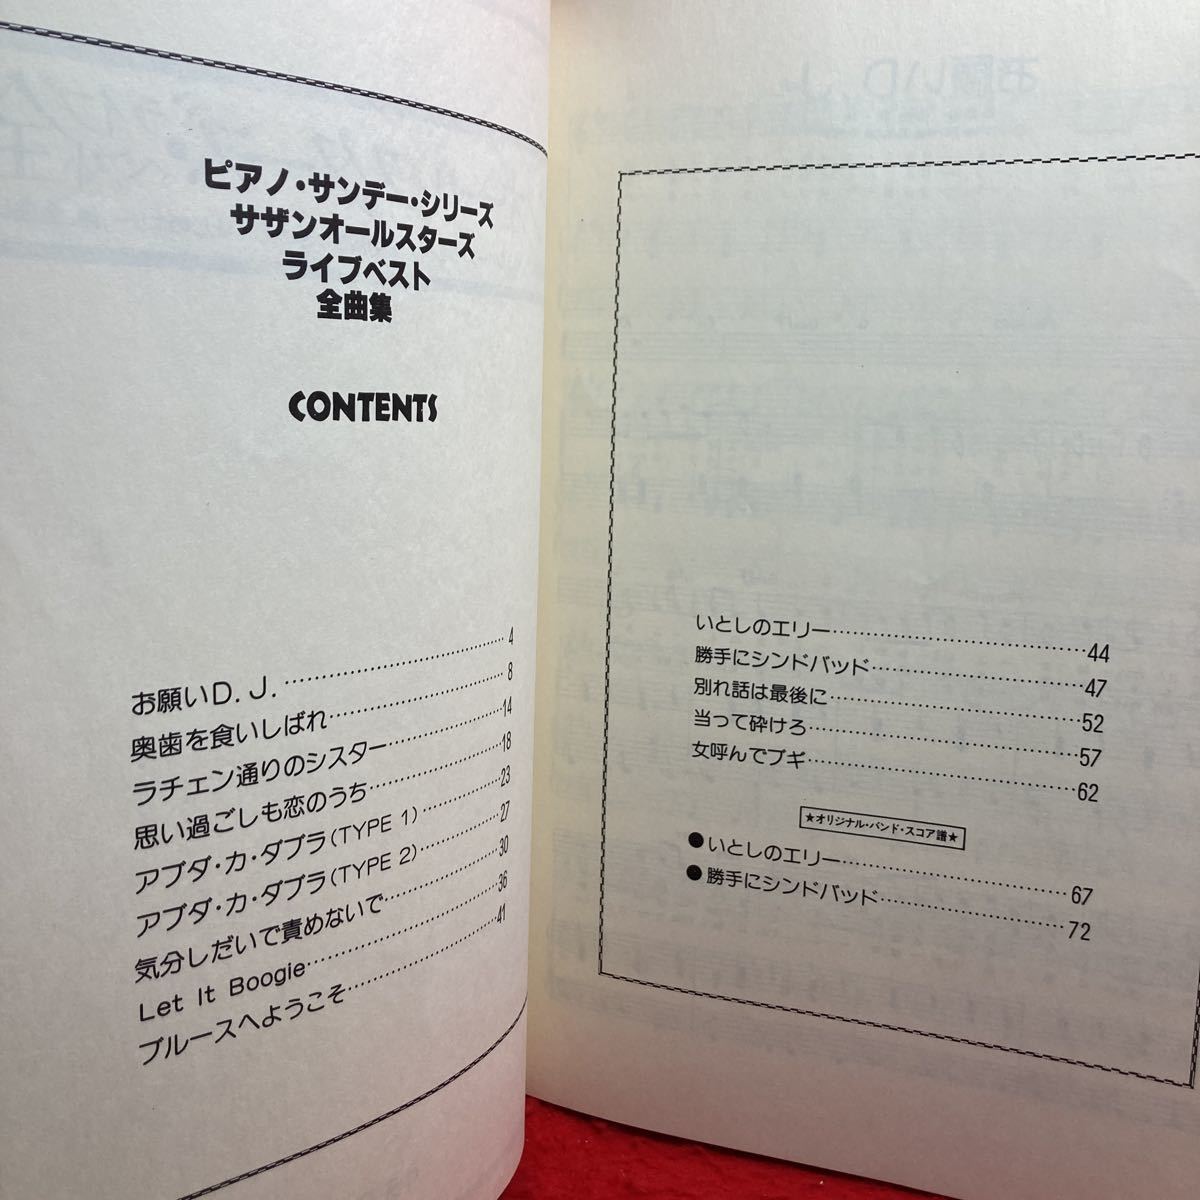 ピアノ・サンデー・シリーズ
サザンオールスターズ
ライブベスト
全曲集
CONTENTS
お願いD.J.……………………………4
奥歯を食いしばれ……………………8
ラチエン通りのシスター……………14
思い過ごしも恋のうち………………18
アブダ・カ・ダブラ(TYPE 1)…………23
アブダ・カ・ダブラ(TYPE 2)…………27
気分しだいで責めないで……………30
Let It Boogie…………………………36
ブルースへようこそ…………………41
いとしのエリー………………………44
勝手にシンドバッド…………………47
別れ話は最後に………………………52
当って砕けろ…………………………57
女呼んでブギ…………………………62
★オリジナル・バンド・スコア譜★
●いとしのエリー……………………67
●勝手にシンドバッド………………72